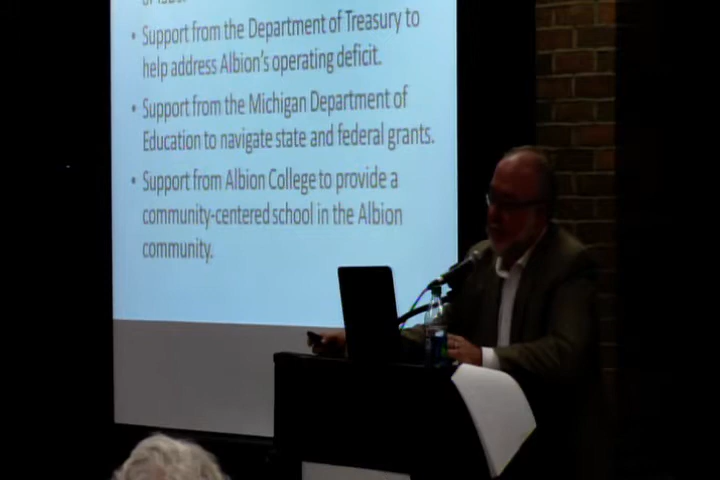 • Support from the Department of Treasury to
help address Albion's operating deficit.
• Support from the Michigan Department of
Education to navigate state and federal grants.
• Support from Albion College to provide a
community-centered school in the Albion
community.